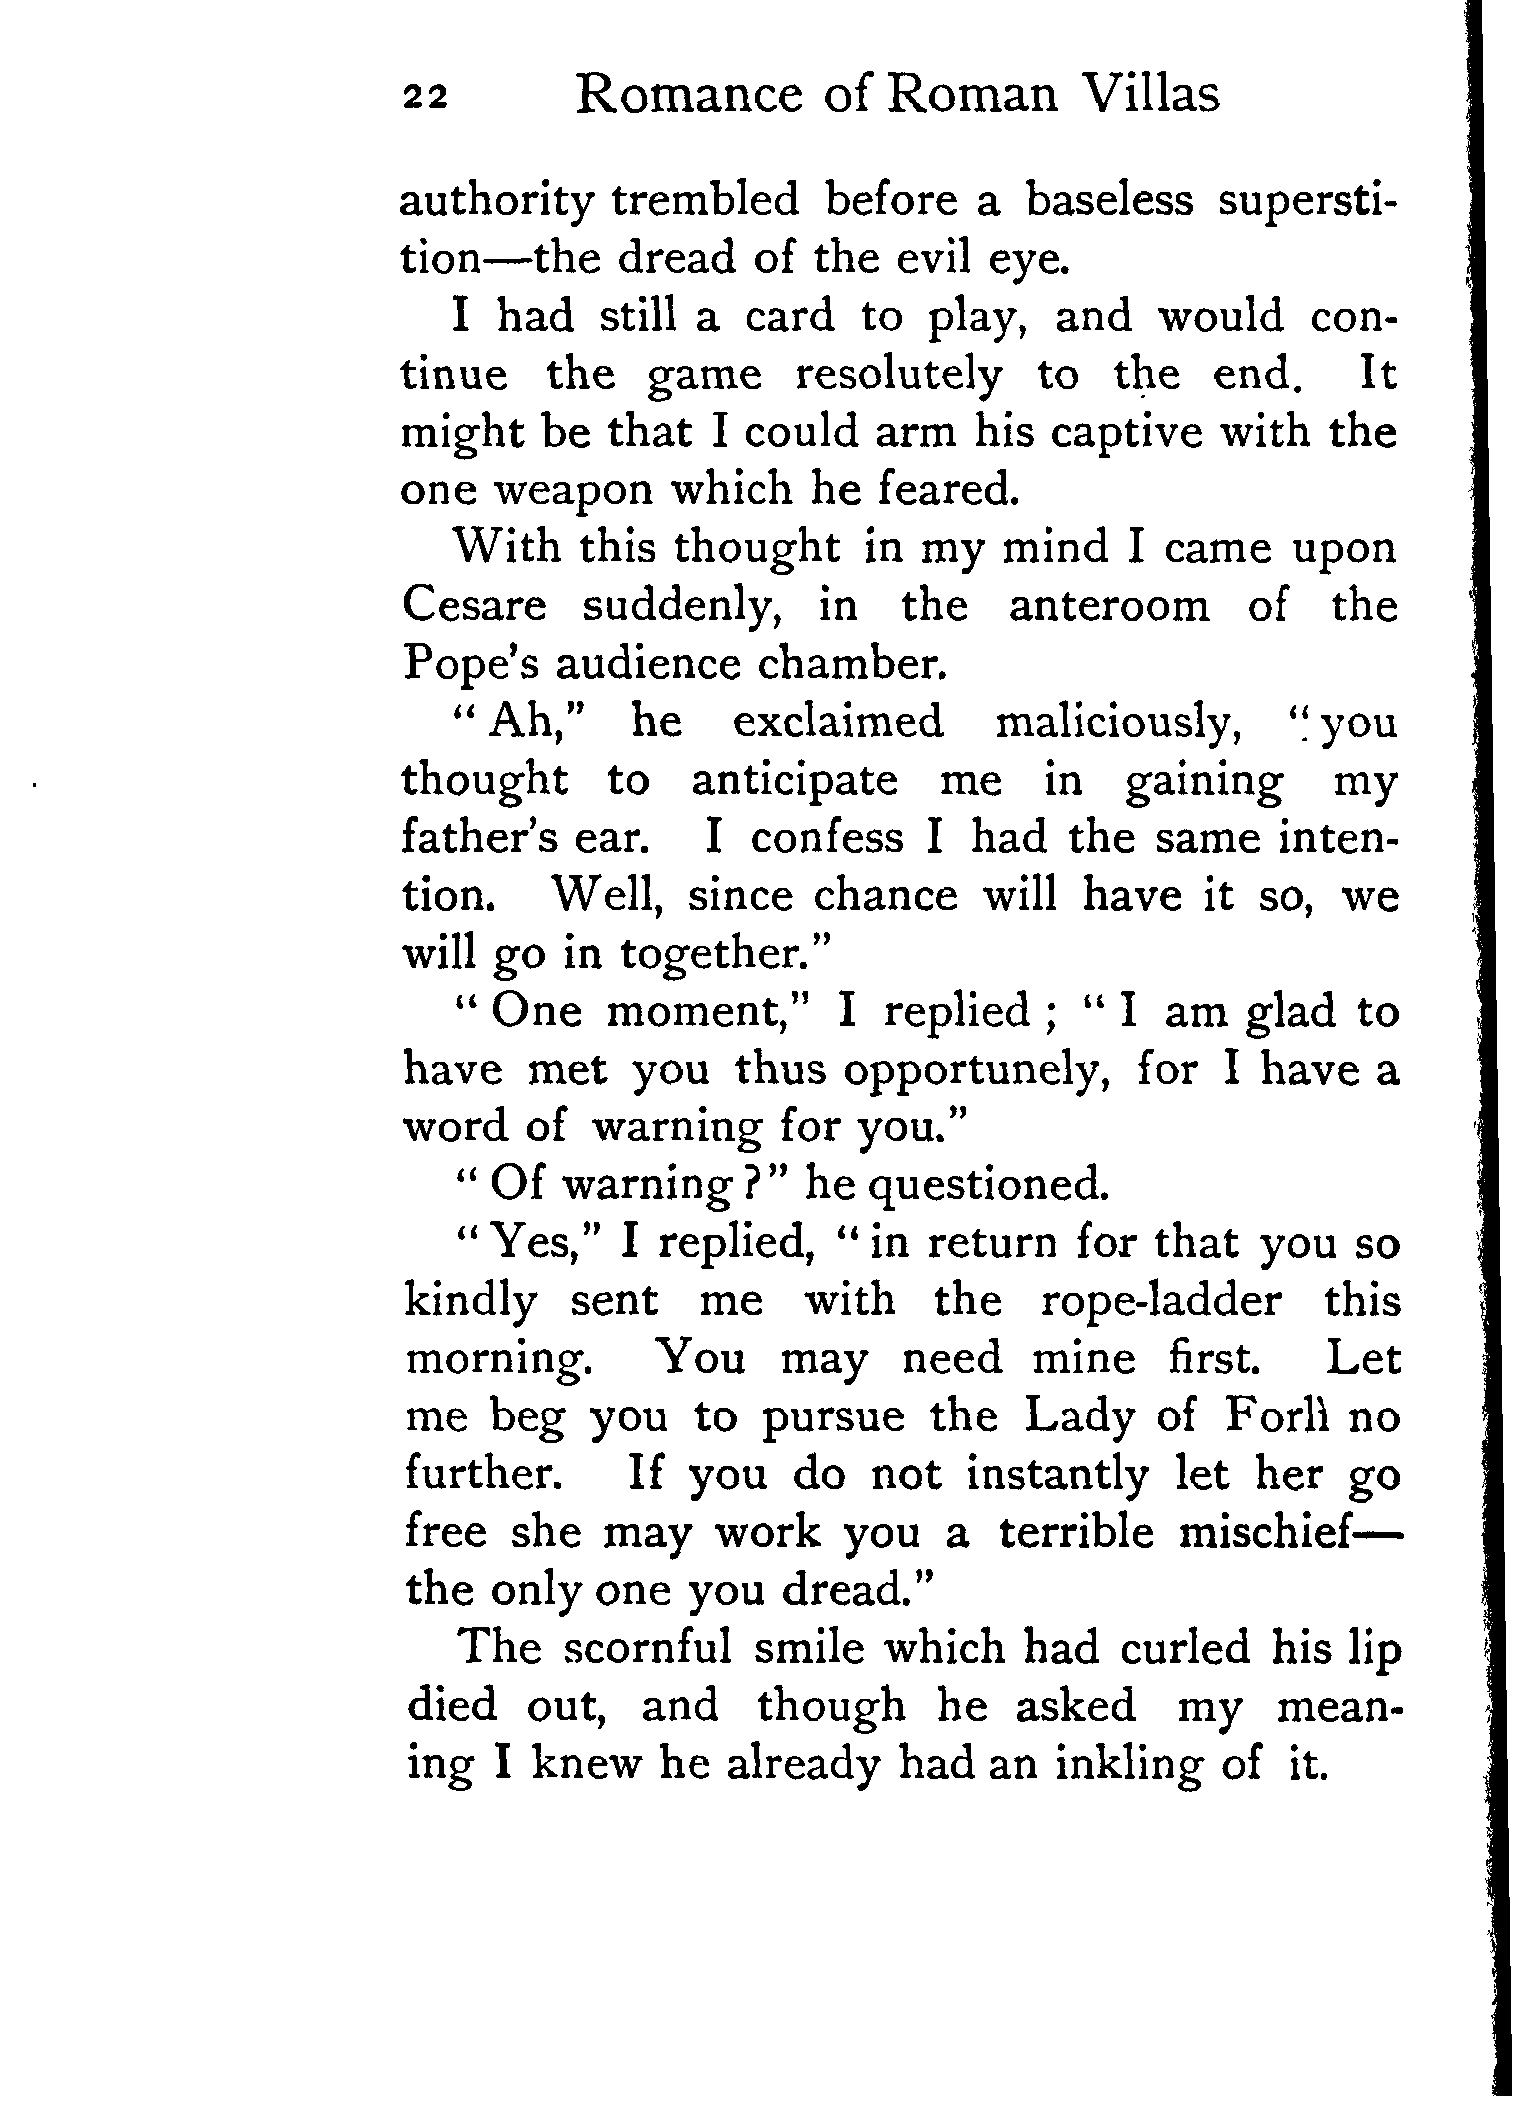 22 Romance of Roman Villas
authority trembled before a baseless supersti-
tion—the dread of the evil eye.
I had still a card to play, and would con-
tinue the game resolutely to the end. It
might be that I could arm his captive with the
one weapon which he feared.
With this thought in my mind I came upon
Cesare suddenly, in the anteroom of the
Pope's audience chamber.
"Ah," he exclaimed maliciously, "you
thought to anticipate me in gaining my
father's ear. I confess I had the same inten-
tion. Well, since chance will have it so, we
will go in together."
"One moment," I replied; "I am glad to
have met you thus opportunely, for I have a
word of warning for you."
"Of warning?" he questioned.
"Yes," I replied, "in return for that you so
kindly sent me with the rope-ladder this
morning. You may need mine first. Let
me beg you to pursue the Lady of Forlì no
further. If you do not instantly let her go
free she may work you a terrible mischief—
the only one you dread."
The scornful smile which had curled his lip
died out, and though he asked my mean-
ing I knew he already had an inkling of it.